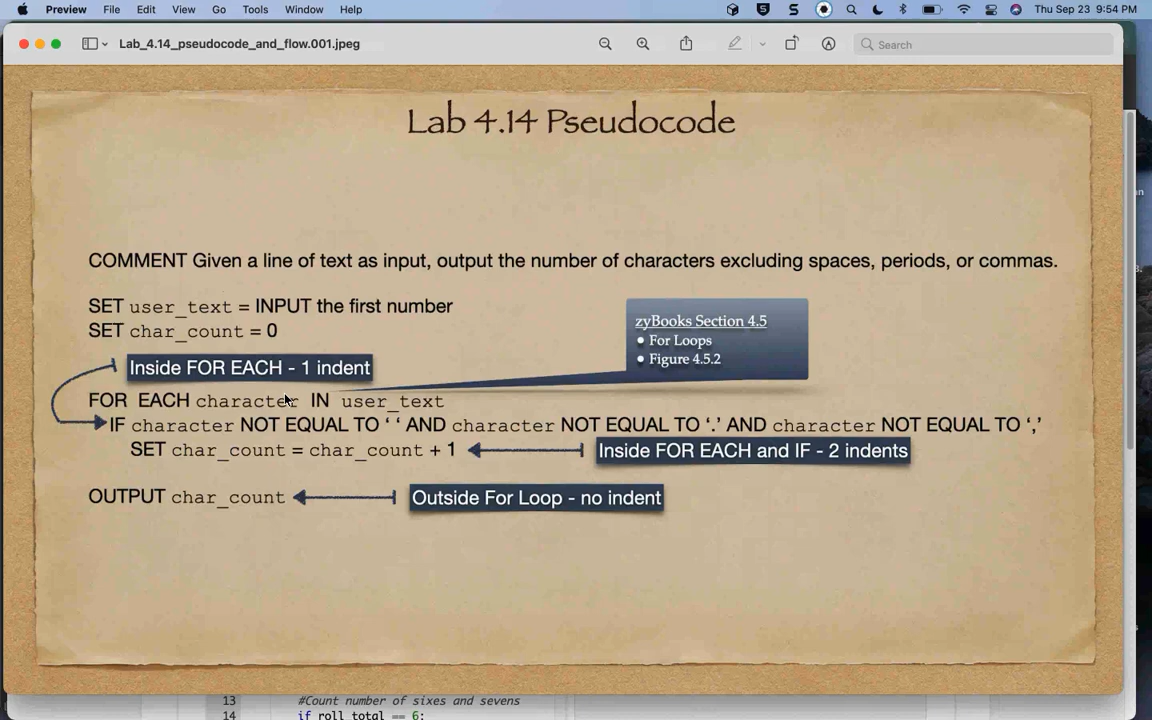 Preview File Edit View Go Tools Window Help Thu Sep 23 9:54 PM
Lab_4.14_pseudocode_and_flow.001.jpeg Search
Lab 4.14 Pseudocode
COMMENT Given a line of text as input, output the number of characters excluding spaces, periods, or commas.
SET user_text = INPUT the first number
SET char_count = 0
zyBooks Section 4.5
• For Loops
• Figure 4.5.2
Inside FOR EACH - 1 indent
FOR EACH character IN user_text
IF character NOT EQUAL TO ‘ ‘ AND character NOT EQUAL TO ‘.’ AND character NOT EQUAL TO ‘,’
SET char_count = char_count + 1 Inside FOR EACH and IF - 2 indents
OUTPUT char_count Outside For Loop - no indent
13 #Count number of sixes and sevens
14 if roll_total == 6: